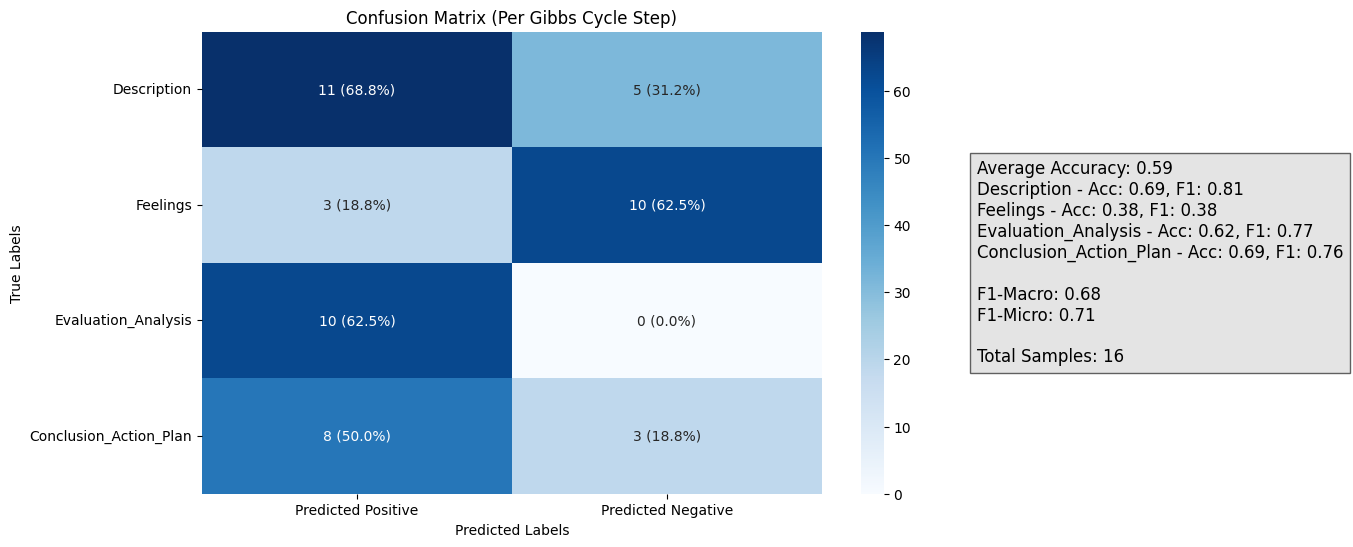 Confusion Matrix (Per Gibbs Cycle Step)
True Labels
Description
11 (68.8%)
5 (31.2%)
Feelings
3 (18.8%)
10 (62.5%)
Evaluation_Analysis
10 (62.5%)
0 (0.0%)
Conclusion_Action_Plan
8 (50.0%)
3 (18.8%)
Predicted Positive
Predicted Negative
Predicted Labels
60
50
40
30
20
10
0
Average Accuracy: 0.59
Description - Acc: 0.69, F1: 0.81
Feelings - Acc: 0.38, F1: 0.38
Evaluation_Analysis - Acc: 0.62, F1: 0.77
Conclusion_Action_Plan - Acc: 0.69, F1: 0.76
F1-Macro: 0.68
F1-Micro: 0.71
Total Samples: 16